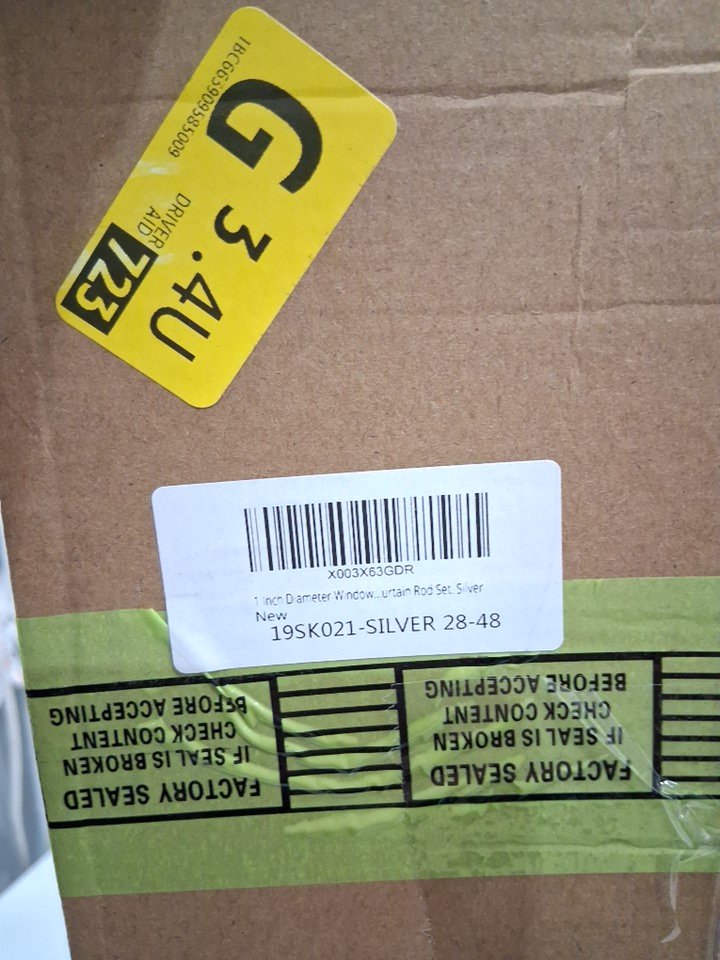 1BC665909585009
G 3.4U
DRIVER
AID
723
X003X63GDR
1 Inch Diameter Window...urtain Rod Set, Silver
New
19SK021-SILVER 28-48
FACTORY SEALED
IF SEAL IS BROKEN
CHECK CONTENT
BEFORE ACCEPTING
FACTORY SEALED
IF SEAL IS BROKEN
CHECK CONTENT
BEFORE ACCEPTING